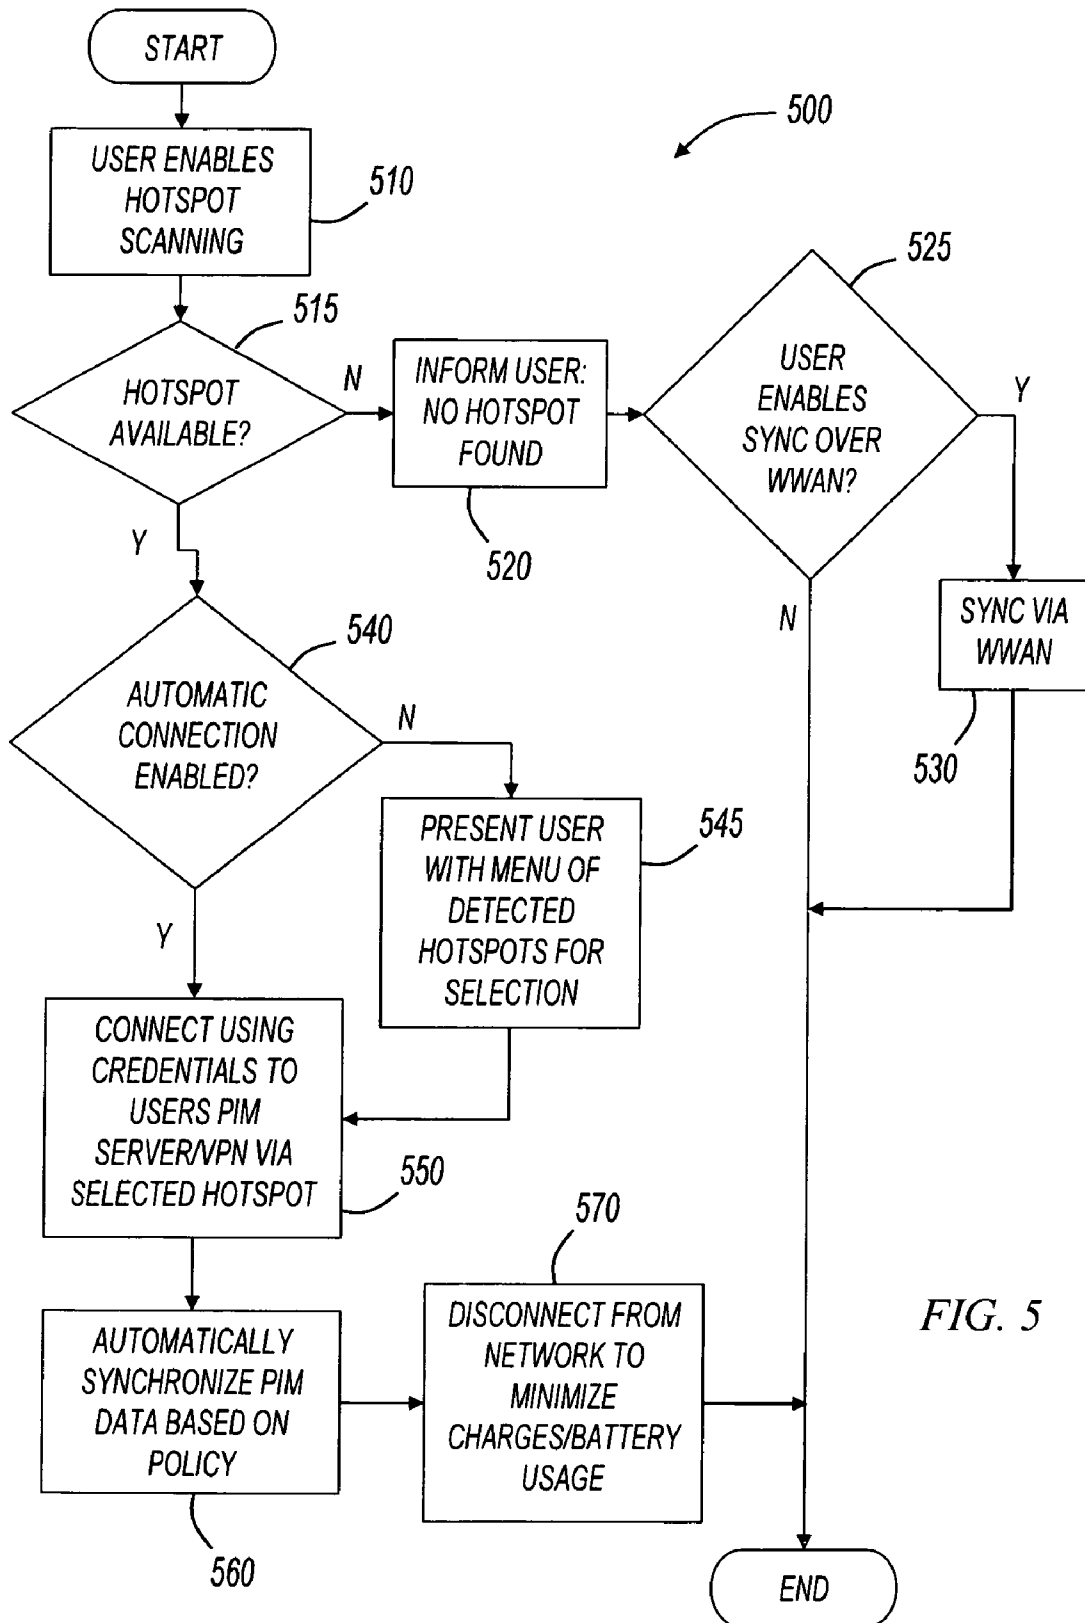 START
500
USER ENABLES
HOTSPOT
SCANNING
510
515
HOTSPOT
AVAILABLE?
N
INFORM USER:
NO HOTSPOT
FOUND
520
525
USER
ENABLES
SYNC OVER
WWAN?
Y
N
SYNC VIA
WWAN
530
Y
540
AUTOMATIC
CONNECTION
ENABLED?
N
PRESENT USER
WITH MENU OF
DETECTED
HOTSPOTS FOR
SELECTION
545
Y
CONNECT USING
CREDENTIALS TO
USERS PIM
SERVER/VPN VIA
SELECTED HOTSPOT
550
AUTOMATICALLY
SYNCHRONIZE PIM
DATA BASED ON
POLICY
560
570
DISCONNECT FROM
NETWORK TO
MINIMIZE
CHARGES/BATTERY
USAGE
FIG. 5
END